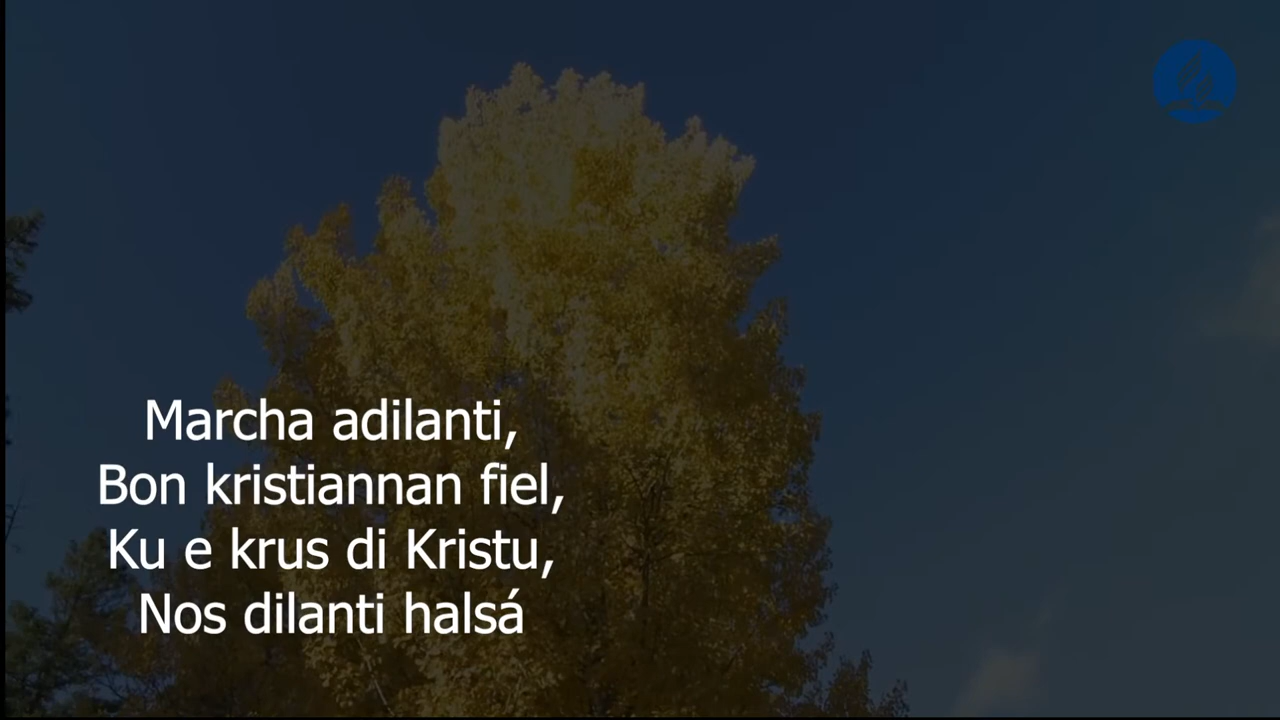 Marcha adilanti,
Bon kristiannan fiel,
Ku e krus di Kristu,
Nos dilanti halsá